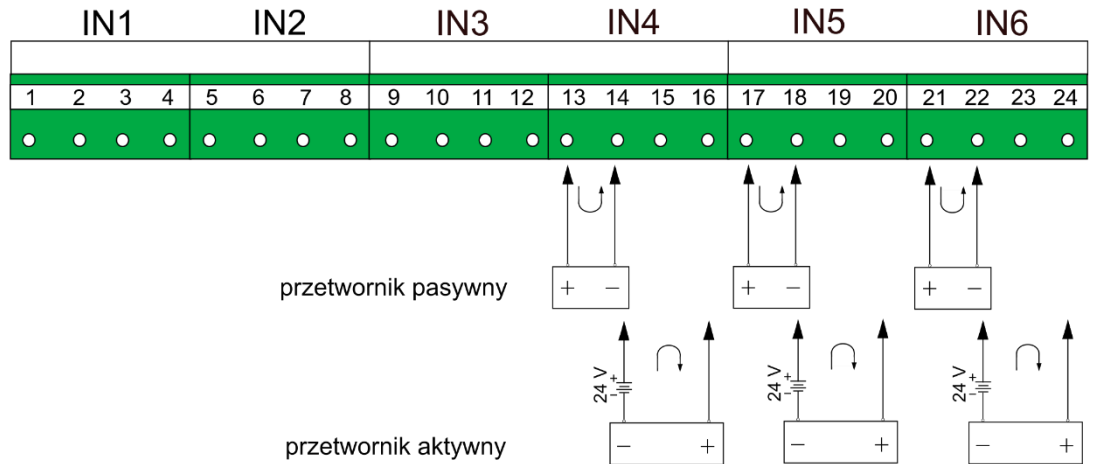 IN1 IN2 IN3 IN4 IN5 IN6
1 2 3 4 5 6 7 8 9 10 11 12 13 14 15 16 17 18 19 20 21 22 23 24
przetwornik pasywny + − + − + −
24 V + − 24 V + − 24 V + −
przetwornik aktywny − + − + − +